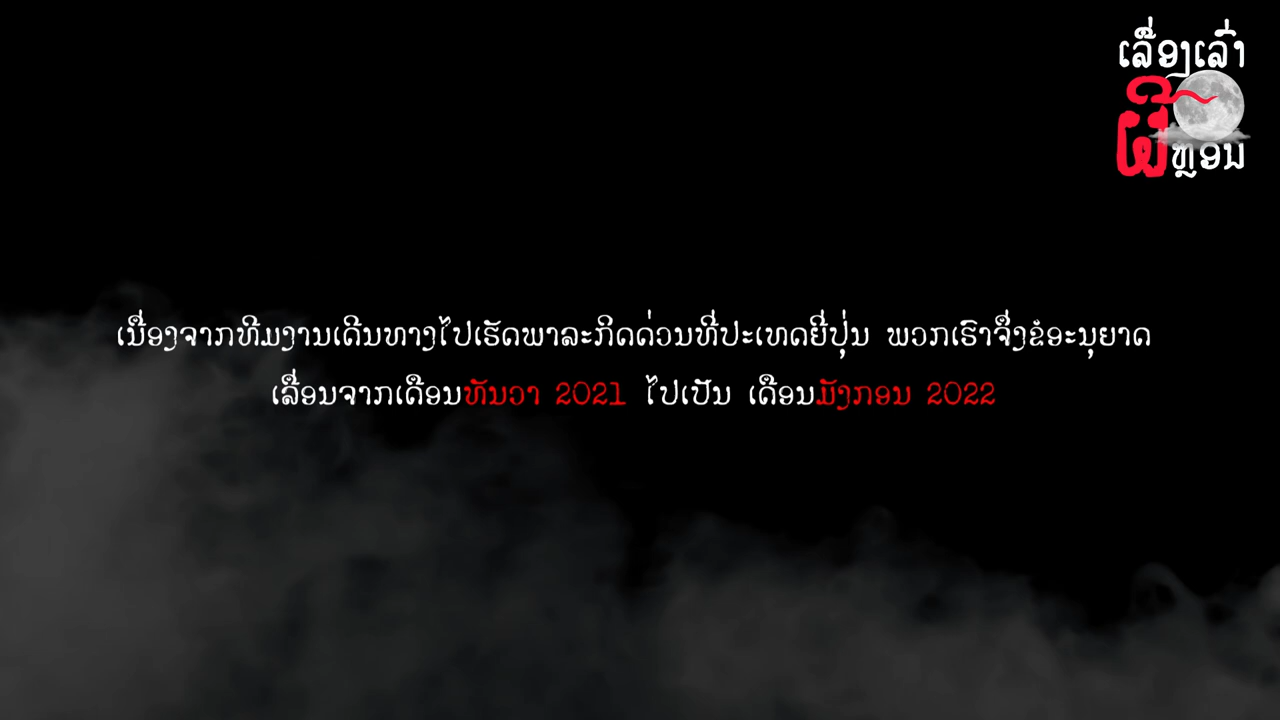 ເລື່ອງເລົ່າ
ຜີຫຼອນ
ເນື່ອງຈາກທີມງານເດີນທາງໄປເຮັດພາລະກິດດ່ວນທີ່ປະເທດຍີ່ປຸ່ນ ພວກເຮົາຈຶ່ງຂໍອະນຸຍາດ
ເລື່ອນຈາກເດືອນທັນວາ 2021 ໄປເປັນ ເດືອນມັງກອນ 2022